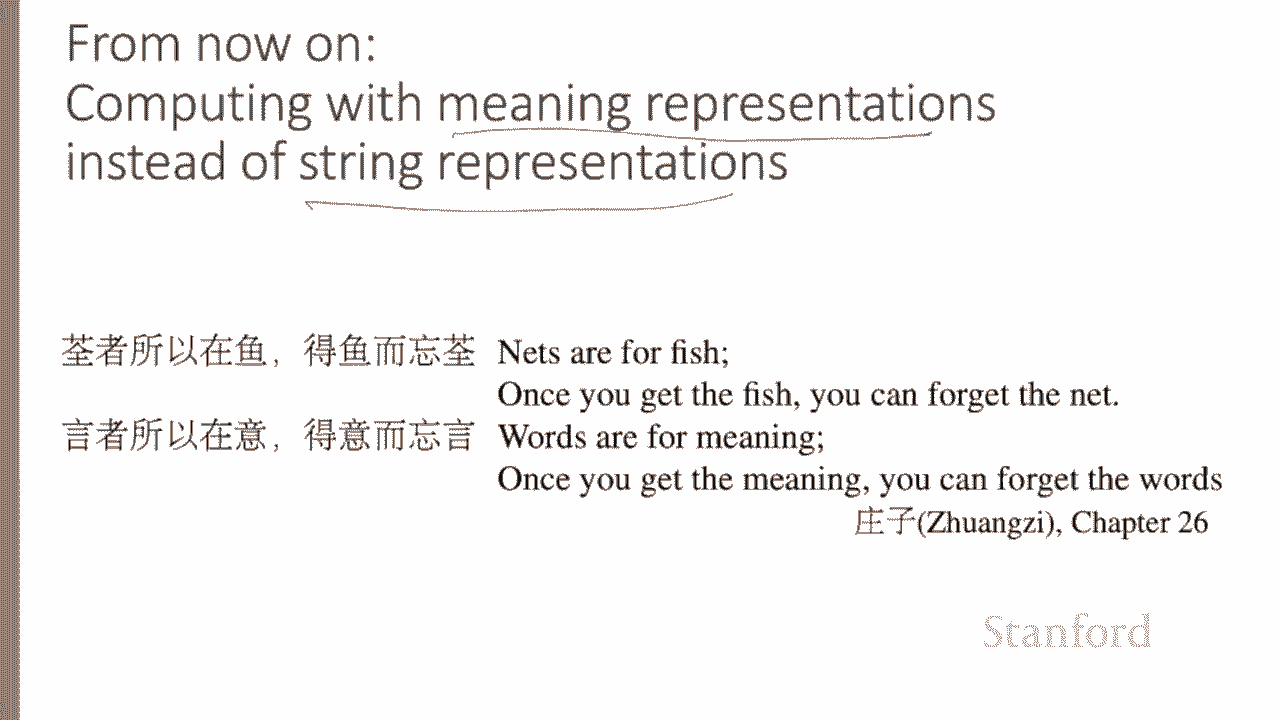 From now on:
Computing with meaning representations
instead of string representations
荃者所以在鱼，得鱼而忘荃 Nets are for fish;
Once you get the fish, you can forget the net.
言者所以在意，得意而忘言 Words are for meaning;
Once you get the meaning, you can forget the words
庄子(Zhuangzi), Chapter 26
Stanford